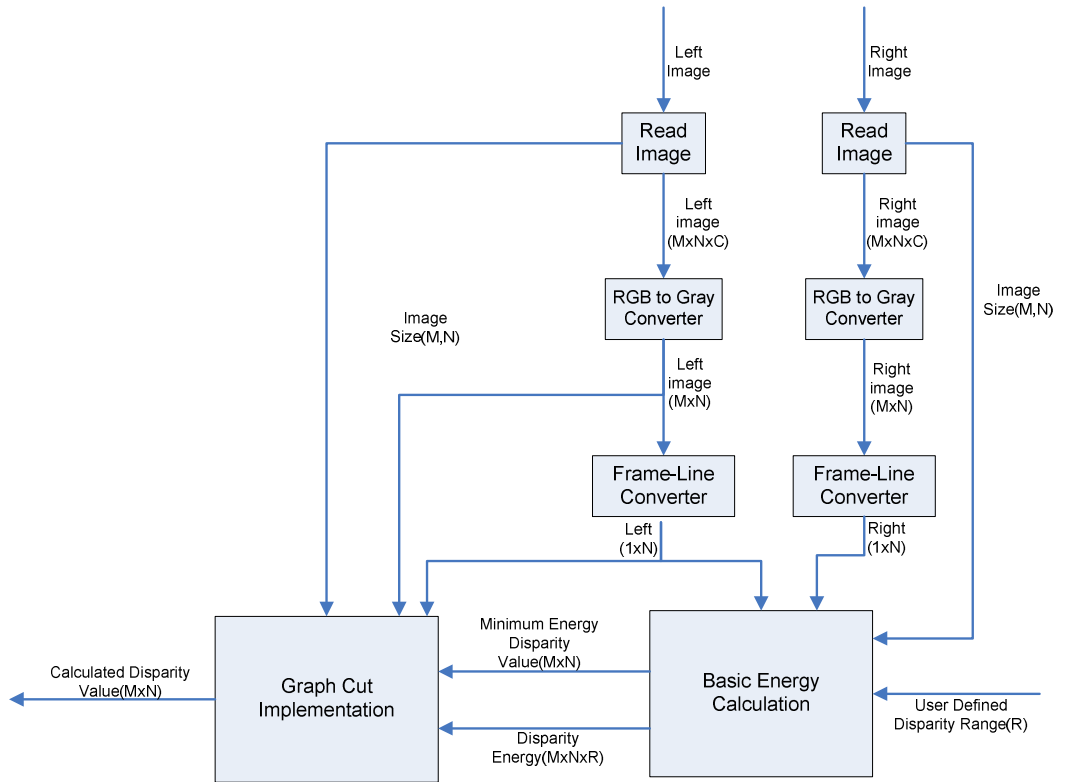 Left
Image
Right
Image
Read
Image
Read
Image
Left
image
(MxNxC)
Right
image
(MxNxC)
RGB to Gray
Converter
RGB to Gray
Converter
Image
Size(M,N)
Image
Size(M,N)
Left
image
(MxN)
Right
image
(MxN)
Frame-Line
Converter
Frame-Line
Converter
Left
(1xN)
Right
(1xN)
Minimum Energy
Disparity
Value(MxN)
Calculated Disparity
Value(MxN)
Graph Cut
Implementation
Basic Energy
Calculation
User Defined
Disparity Range(R)
Disparity
Energy(MxNxR)